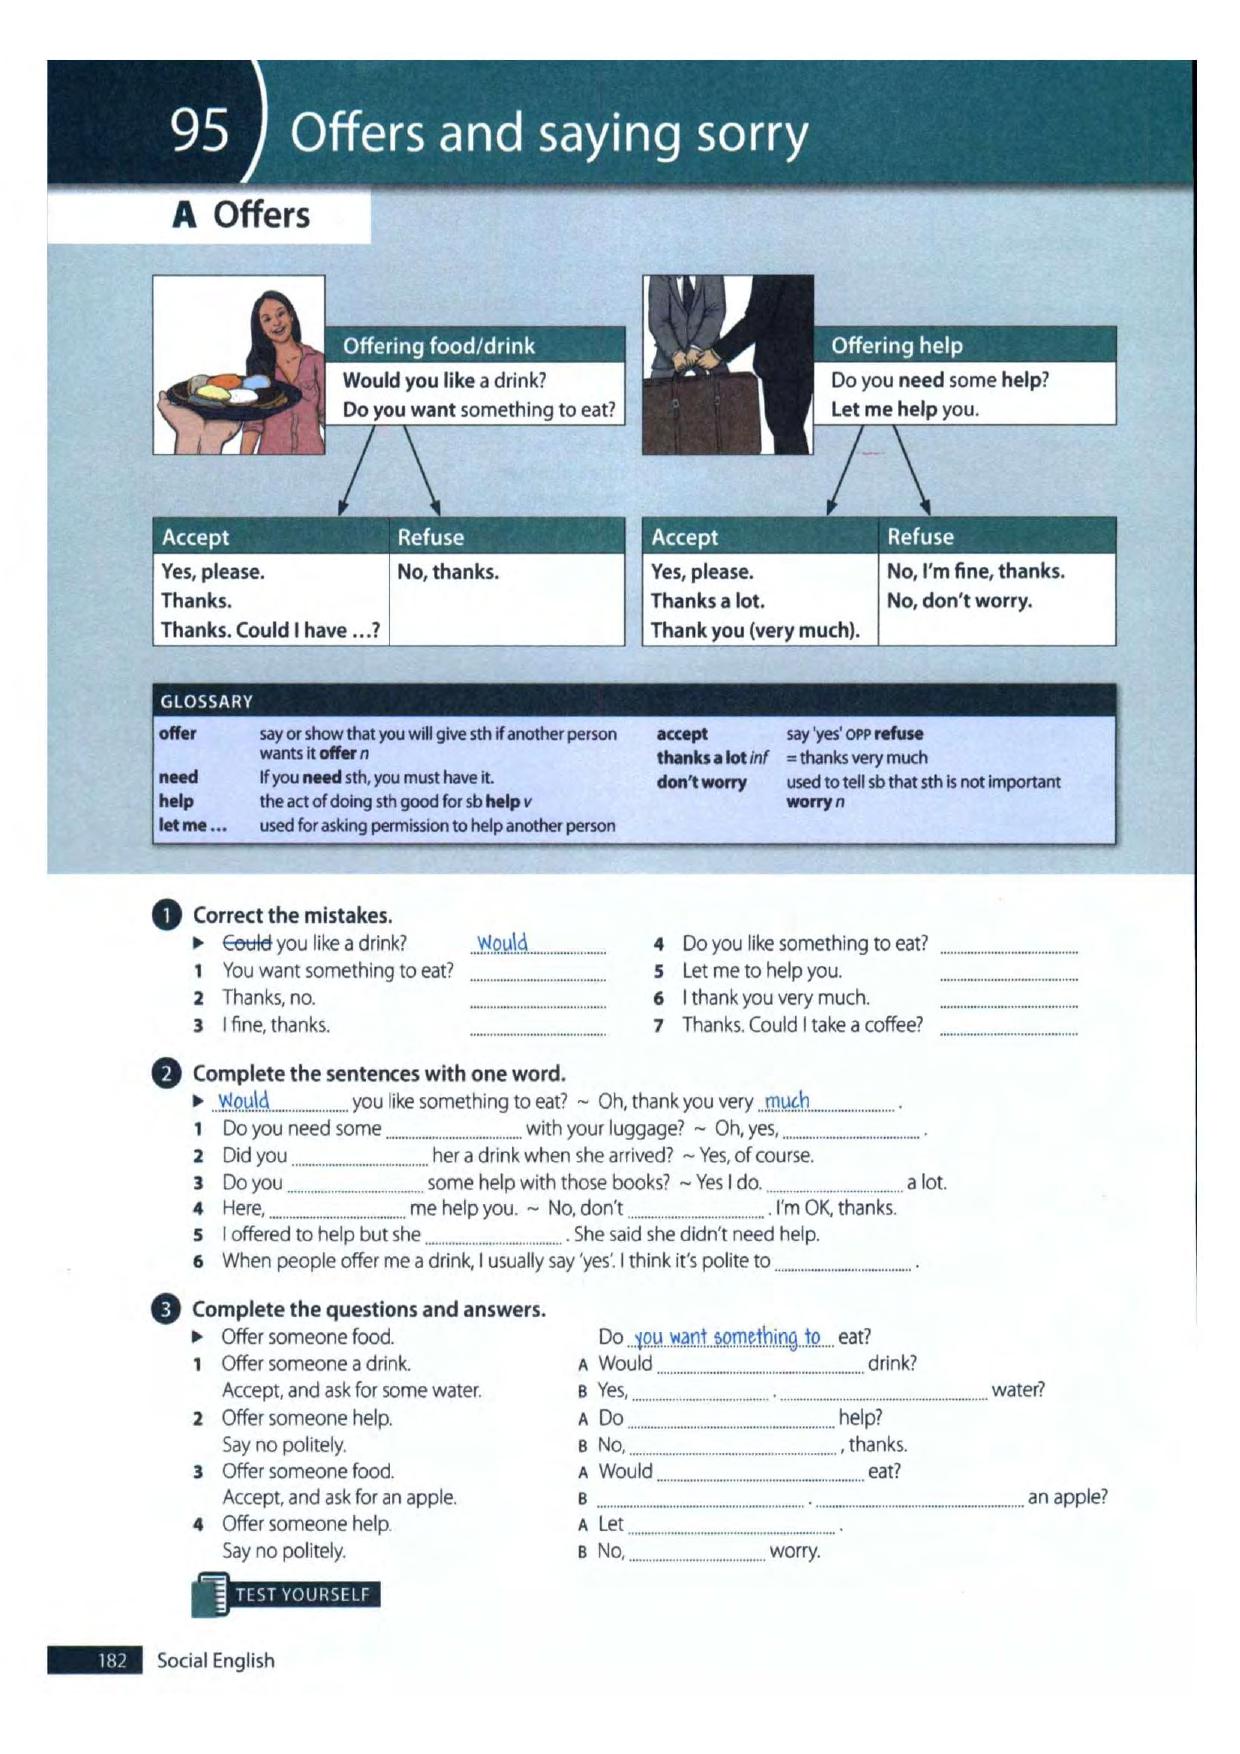 95 Offers and saying sorry
A Offers
Offering food/drink
Would you like a drink?
Do you want something to eat?
Accept
Refuse
Yes, please.
No, thanks.
Thanks.
Thanks. Could I have ...?
Offering help
Do you need some help?
Let me help you.
Accept
Refuse
Yes, please.
No, I'm fine, thanks.
Thanks a lot.
No, don't worry.
Thank you (very much).
GLOSSARY
offer say or show that you will give sth if another person
wants it offer n
need If you need sth, you must have it.
help the act of doing sth good for sb help v
let me ... used for asking permission to help another person
accept say 'yes' OPP refuse
thanks a lot inf = thanks very much
don't worry used to tell sb that sth is not important
worry n
1 Correct the mistakes.
► Could you like a drink? Would
1 You want something to eat?
2 Thanks, no.
3 I fine, thanks.
4 Do you like something to eat?
5 Let me to help you.
6 I thank you very much.
7 Thanks. Could I take a coffee?
2 Complete the sentences with one word.
► Would you like something to eat? ~ Oh, thank you very much .
1 Do you need some with your luggage? ~ Oh, yes, .
2 Did you her a drink when she arrived? ~ Yes, of course.
3 Do you some help with those books? ~ Yes I do. a lot.
4 Here, me help you. ~ No, don't . I'm OK, thanks.
5 I offered to help but she . She said she didn't need help.
6 When people offer me a drink, I usually say 'yes'. I think it's polite to .
3 Complete the questions and answers.
► Offer someone food. Do you want something to eat?
1 Offer someone a drink. A Would drink?
Accept, and ask for some water. B Yes, . water?
2 Offer someone help. A Do help?
Say no politely. B No, , thanks.
3 Offer someone food. A Would eat?
Accept, and ask for an apple. B . an apple?
4 Offer someone help. A Let .
Say no politely. B No, worry.
TEST YOURSELF
182 Social English